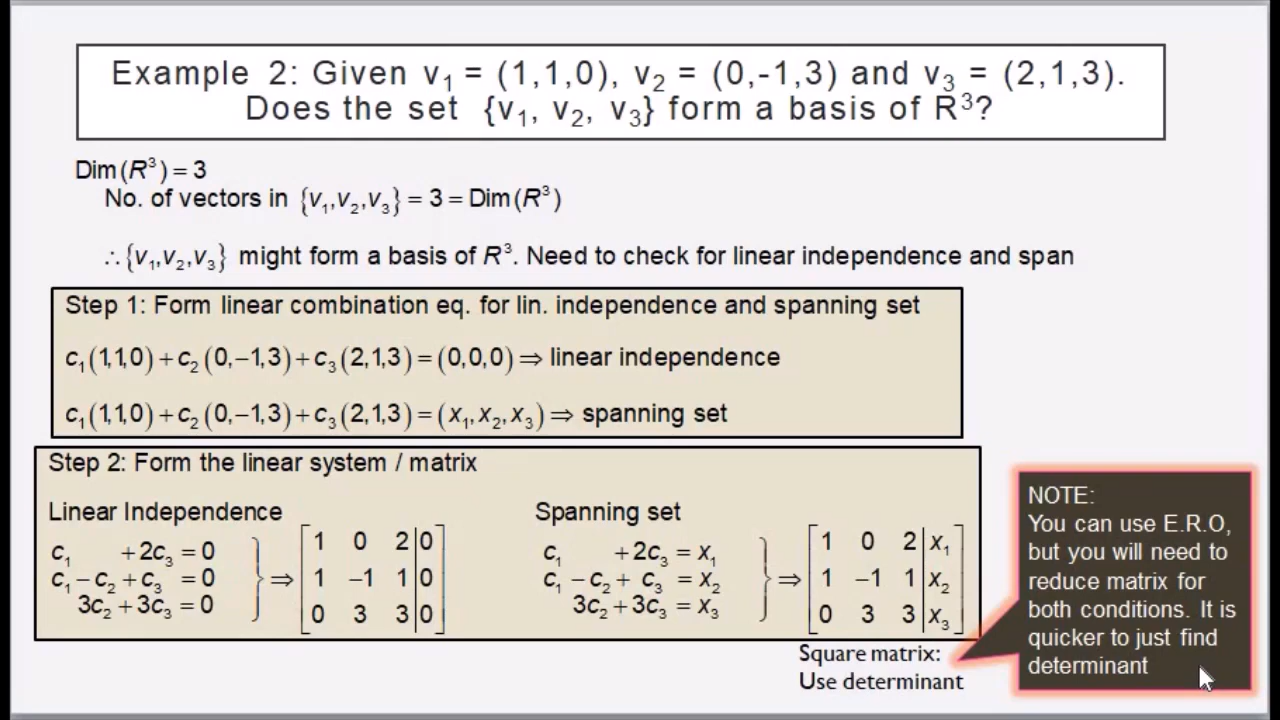 Example 2: Given v₁ = (1,1,0), v₂ = (0,-1,3) and v₃ = (2,1,3).
Does the set {v₁, v₂, v₃} form a basis of R³?
Dim(R³) = 3
No. of vectors in {v₁,v₂,v₃} = 3 = Dim(R³)
∴ {v₁,v₂,v₃} might form a basis of R³. Need to check for linear independence and span
Step 1: Form linear combination eq. for lin. independence and spanning set
c₁(1,1,0) + c₂(0,−1,3) + c₃(2,1,3) = (0,0,0) ⇒ linear independence
c₁(1,1,0) + c₂(0,−1,3) + c₃(2,1,3) = (x₁,x₂,x₃) ⇒ spanning set
Step 2: Form the linear system / matrix
Linear Independence
c₁ + 2c₃ = 0
c₁ − c₂ + c₃ = 0
3c₂ + 3c₃ = 0
⇒
1 0 2 | 0
1 −1 1 | 0
0 3 3 | 0
Spanning set
c₁ + 2c₃ = x₁
c₁ − c₂ + c₃ = x₂
3c₂ + 3c₃ = x₃
⇒
1 0 2 | x₁
1 −1 1 | x₂
0 3 3 | x₃
Square matrix:
Use determinant
NOTE:
You can use E.R.O,
but you will need to
reduce matrix for
both conditions. It is
quicker to just find
determinant